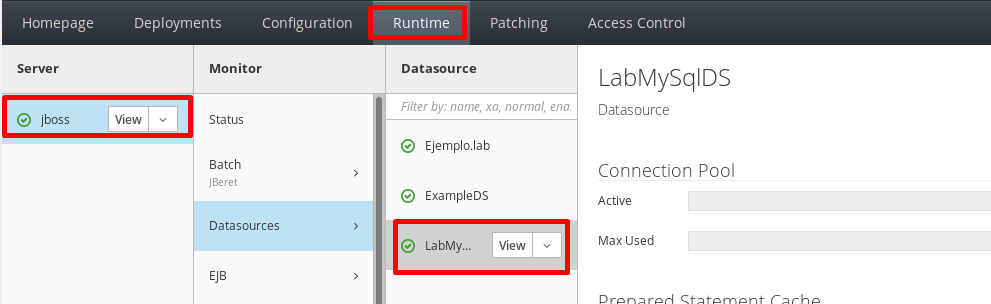 Homepage Deployments Configuration Runtime Patching Access Control
Server
jboss View
Monitor
Status
Batch
JBeret
Datasources
EJB
Datasource
Filter by: name, xa, normal, ena
Ejemplo.lab
ExampleDS
LabMy... View
LabMySqlDS
Datasource
Connection Pool
Active
Max Used
Prepared Statement Cache